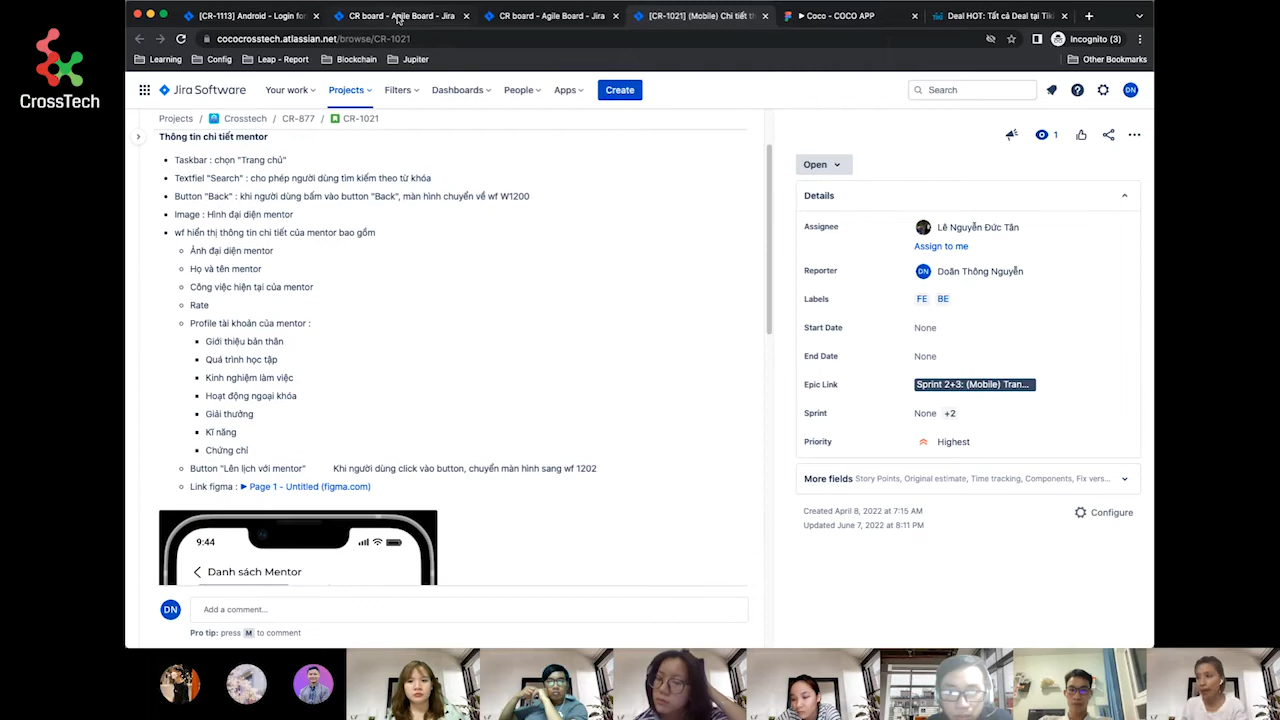 CrossTech
[CR-1113] Android - Login fo
CR board - Agile Board - Jira
CR board - Agile Board - Jira
[CR-1021] (Mobile) Chi tiết th
Coco - COCO APP
Deal HOT: Tất cả Deal tại Tiki
cococrosstech.atlassian.net/browse/CR-1021
Incognito (3)
Learning
Config
Leap - Report
Blockchain
Jupiter
Other Bookmarks
Jira Software
Your work
Projects
Filters
Dashboards
People
Apps
Create
Search
DN
Projects / Crosstech / CR-877 / CR-1021
1
Thông tin chi tiết mentor
Taskbar : chọn "Trang chủ"
Textfiel "Search" : cho phép người dùng tìm kiếm theo từ khóa
Button "Back" : khi người dùng bấm vào button "Back", màn hình chuyển về wf W1200
Image : Hình đại diện mentor
wf hiển thị thông tin chi tiết của mentor bao gồm
Ảnh đại diện mentor
Họ và tên mentor
Công việc hiện tại của mentor
Rate
Profile tài khoản của mentor :
Giới thiệu bản thân
Quá trình học tập
Kinh nghiệm làm việc
Hoạt động ngoại khóa
Giải thưởng
Kĩ năng
Chứng chỉ
Button "Lên lịch với mentor" Khi người dùng click vào button, chuyển màn hình sang wf 1202
Link figma : Page 1 - Untitled (figma.com)
9:44
Danh sách Mentor
DN
Add a comment...
Pro tip: press M to comment
Open
Details
Assignee
Lê Nguyễn Đức Tân
Assign to me
Reporter
DN
Doãn Thông Nguyễn
Labels
FE BE
Start Date
None
End Date
None
Epic Link
Sprint 2+3: (Mobile) Tran...
Sprint
None +2
Priority
Highest
More fields Story Points, Original estimate, Time tracking, Components, Fix vers...
Created April 8, 2022 at 7:15 AM
Updated June 7, 2022 at 8:11 PM
Configure